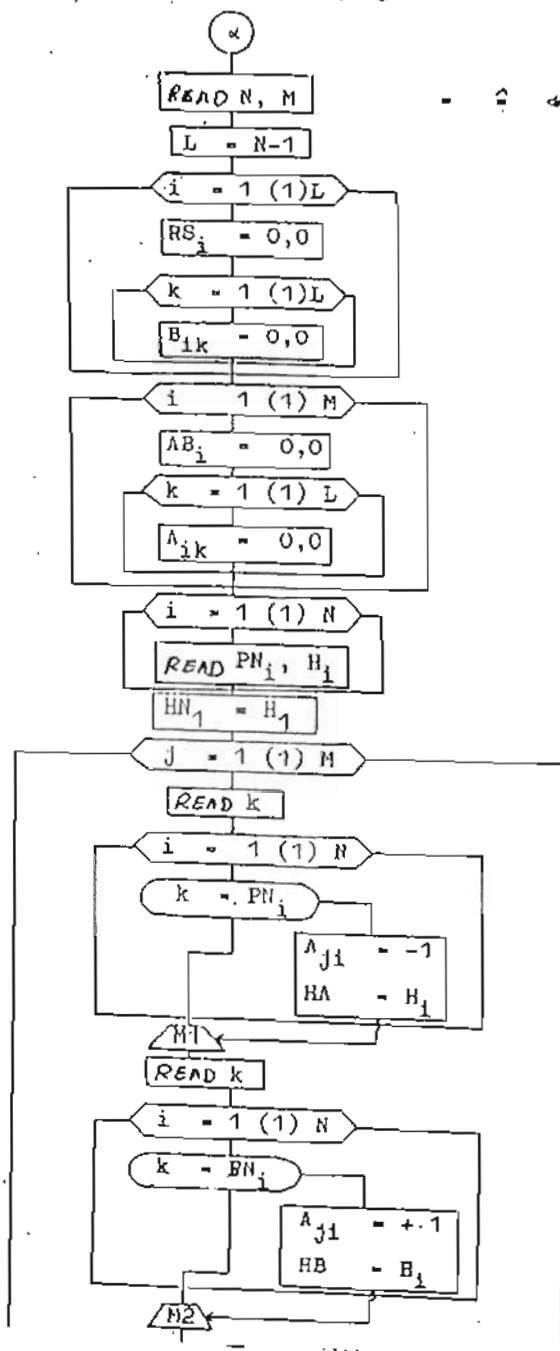 α
READ N, M
L = N-1
i = 1 (1)L
RS_i = 0,0
k = 1 (1)L
B_ik = 0,0
i 1 (1) M
AB_i = 0,0
k = 1 (1) L
A_ik = 0,0
i = 1 (1) N
READ PN_i, H_i
HN_1 = H_1
j = 1 (1) M
READ k
i = 1 (1) N
k = PN_i
A_ji = -1
HA = H_i
M1
READ k
i = 1 (1) N
k = BN_i
A_ji = +.1
HB = B_i
M2